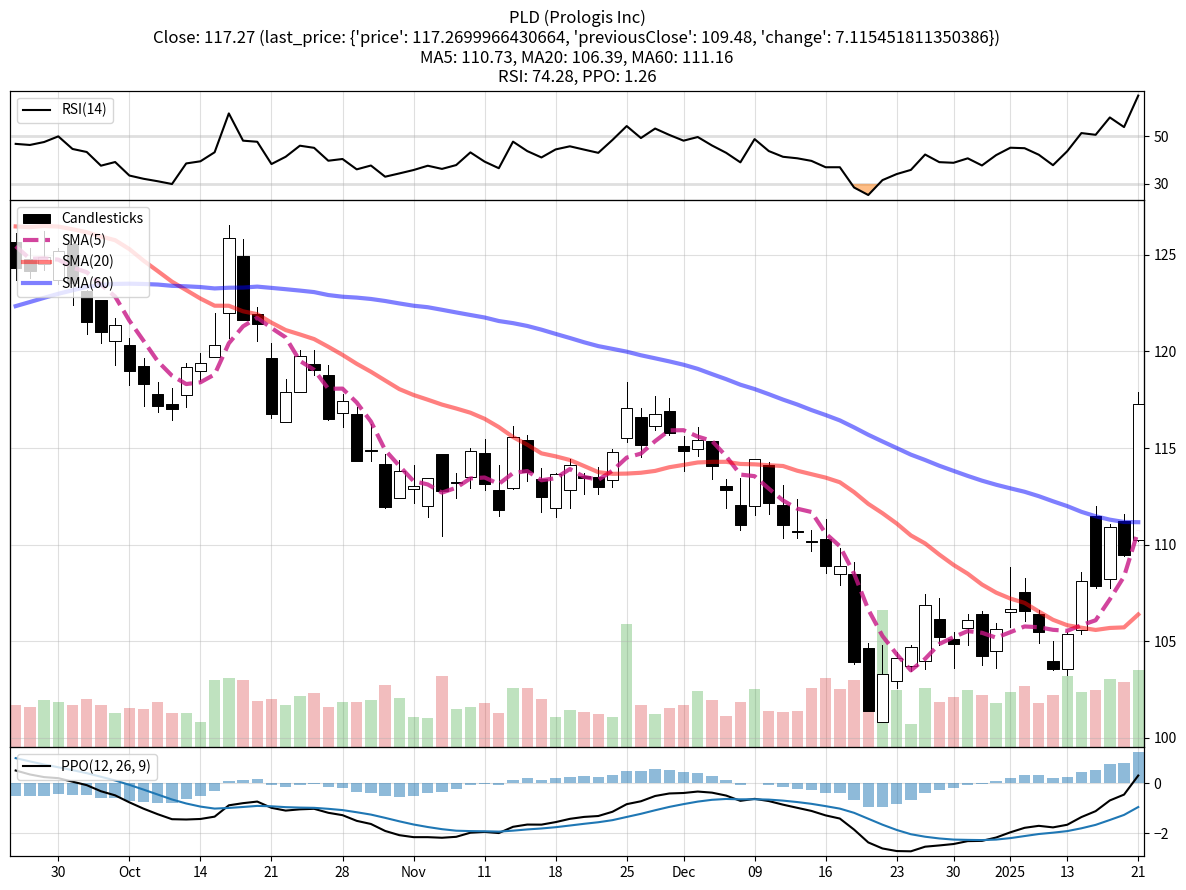 PLD (Prologis Inc)
Close: 117.27 (last_price: {'price': 117.2699966430664, 'previousClose': 109.48, 'change': 7.115451811350386})
MA5: 110.73, MA20: 106.39, MA60: 111.16
RSI: 74.28, PPO: 1.26
RSI(14)
50
30
Candlesticks
SMA(5)
SMA(20)
SMA(60)
125
120
115
110
105
100
PPO(12, 26, 9)
0
−2
30 Oct 14 21 28 Nov 11 18 25 Dec 09 16 23 30 2025 13 21